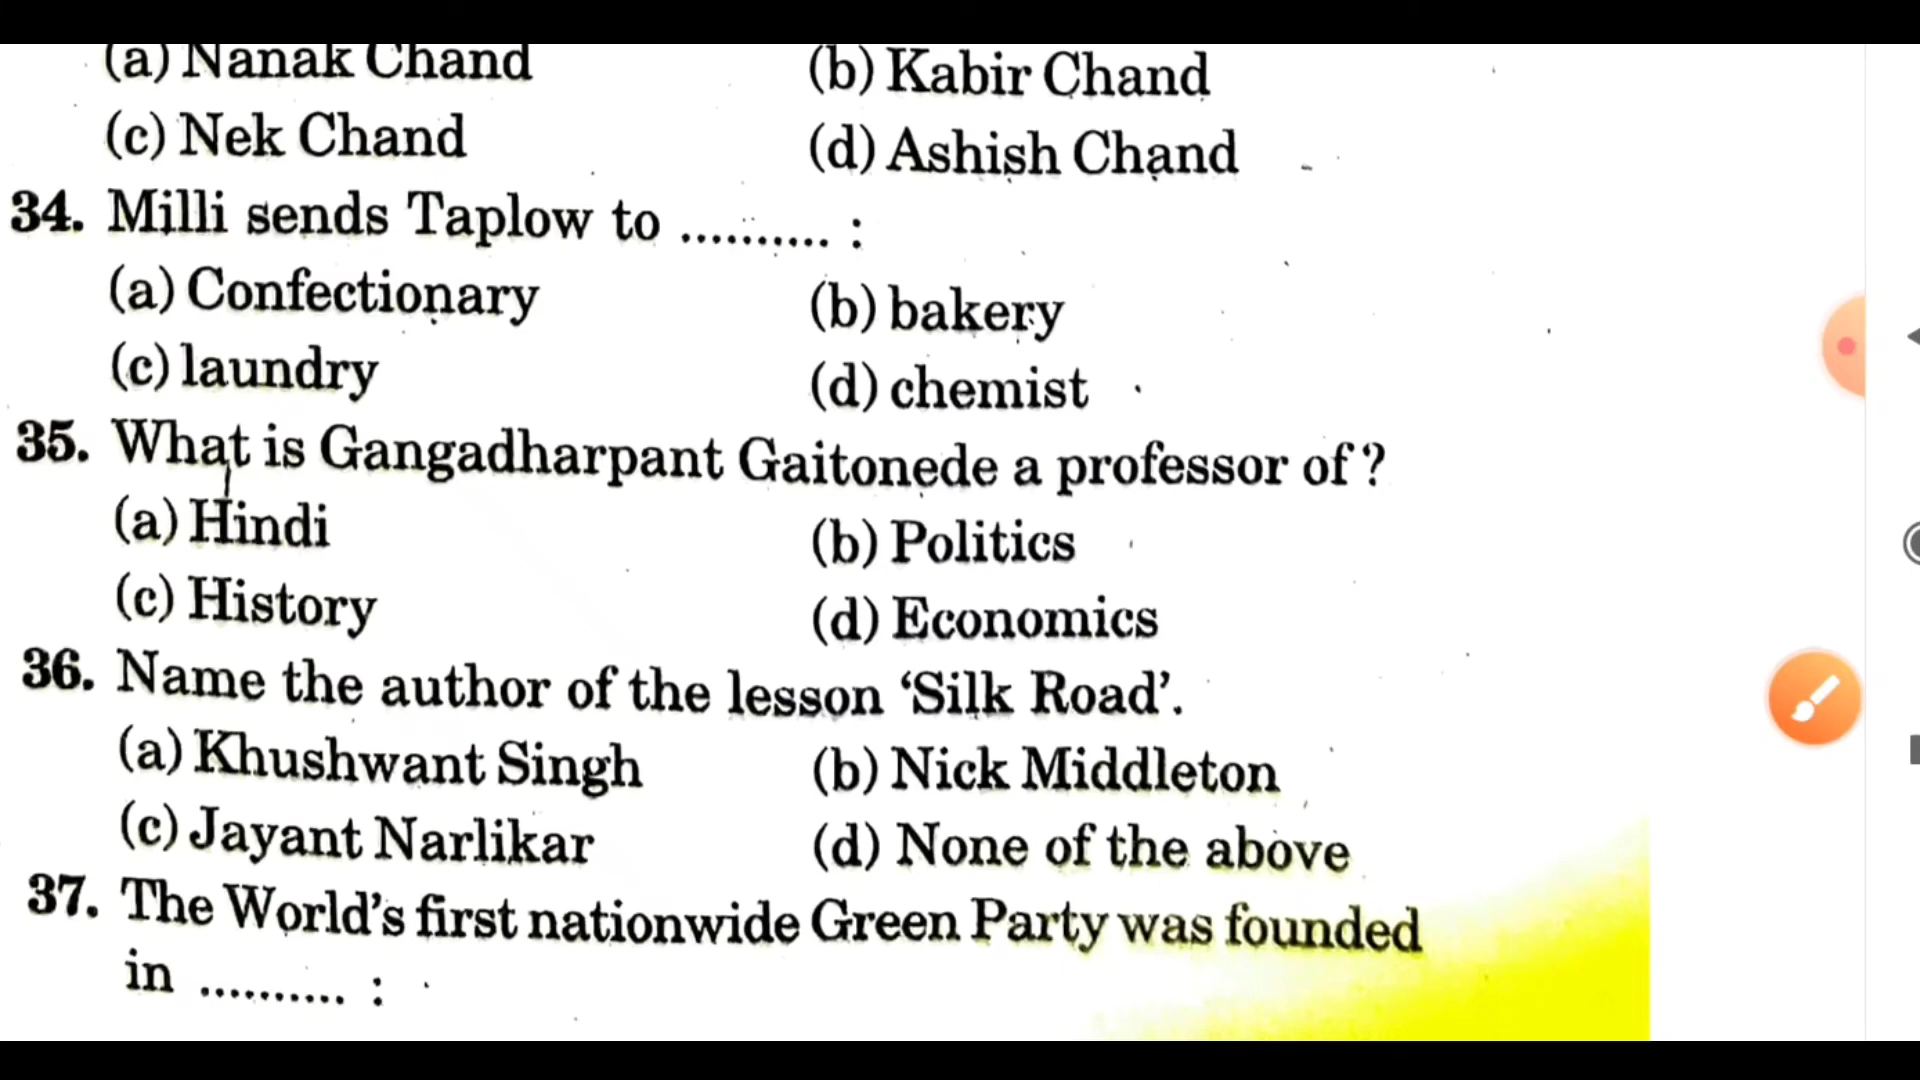 (a) Nanak Chand (b) Kabir Chand
(c) Nek Chand (d) Ashish Chand
34. Milli sends Taplow to .......... :
(a) Confectionary (b) bakery
(c) laundry (d) chemist
35. What is Gangadharpant Gaitonede a professor of?
(a) Hindi (b) Politics
(c) History (d) Economics
36. Name the author of the lesson ‘Silk Road’.
(a) Khushwant Singh (b) Nick Middleton
(c) Jayant Narlikar (d) None of the above
37. The World’s first nationwide Green Party was founded
in .......... :